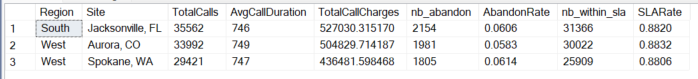 Region Site TotalCalls AvgCallDuration TotalCallCharges nb_abandon AbandonRate nb_within_sla SLARate
1 South Jacksonville, FL 35562 746 527030.315170 2154 0.0606 31366 0.8820
2 West Aurora, CO 33992 749 504829.714187 1981 0.0583 30022 0.8832
3 West Spokane, WA 29421 747 436481.598468 1805 0.0614 25909 0.8806